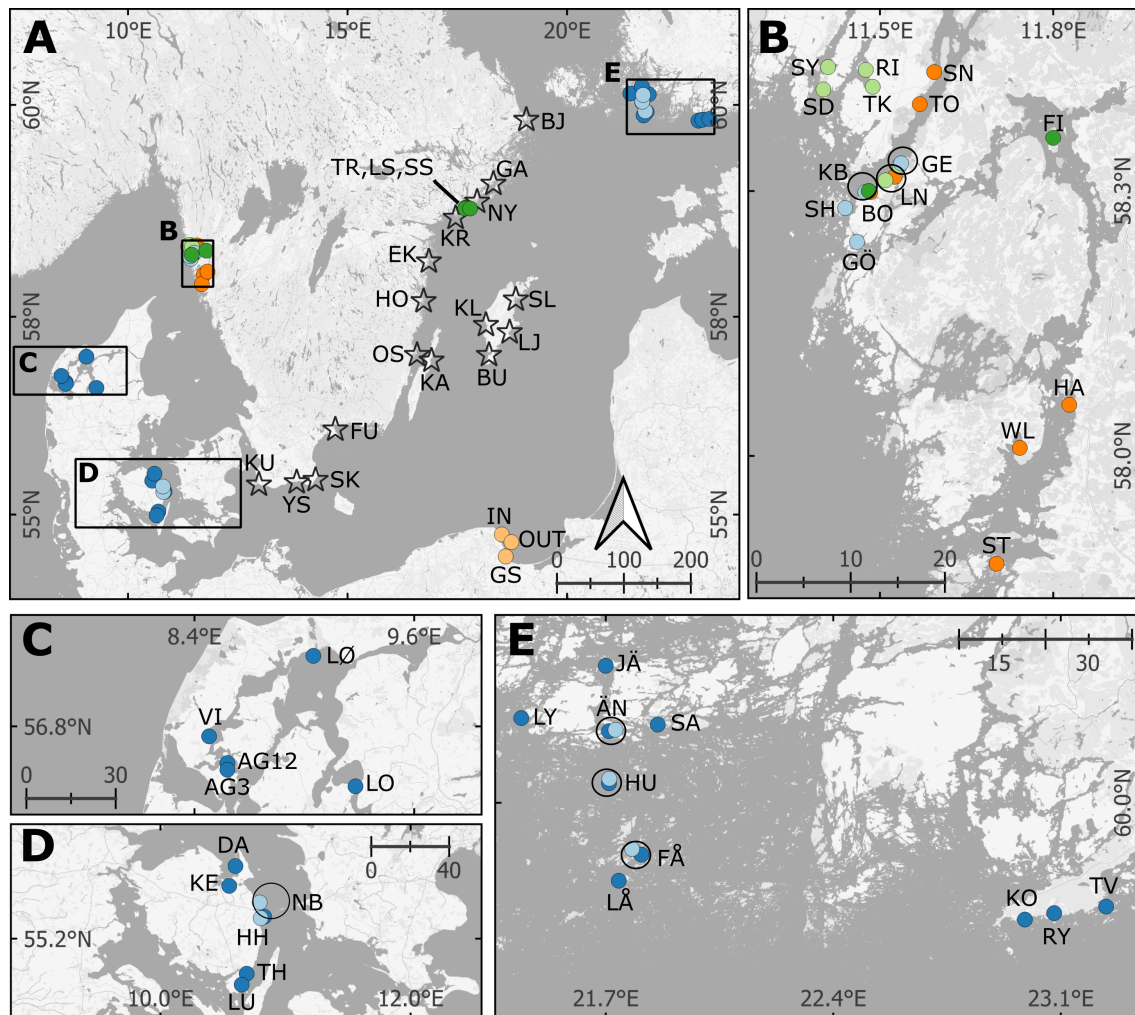 A
10°E
15°E
20°E
60°N
E
60°N
BJ
TR,LS,SS
GA
NY
KR
B
EK
HO
SL
KL
58°N
LJ
58°N
OS
KA
BU
C
FU
D
KU
SK
YS
55°N
IN
OUT
GS
55°N
0
100
200
B
11.5°E
11.8°E
SY
RI
SN
SD
TK
TO
FI
GE
KB
LN
58.3°N
SH
BO
GÖ
HA
WL
58.0°N
ST
0
11
22
C
8.4°E
9.6°E
LØ
56.8°N
VI
AG12
AG3
LO
0
30
D
DA
0
40
KE
NB
HH
55.2°N
TH
LU
10.0°E
12.0°E
E
15
30
JÄ
LY
ÄN
SA
HU
60.0°N
FÅ
LÅ
KO
TV
RY
21.7°E
22.4°E
23.1°E